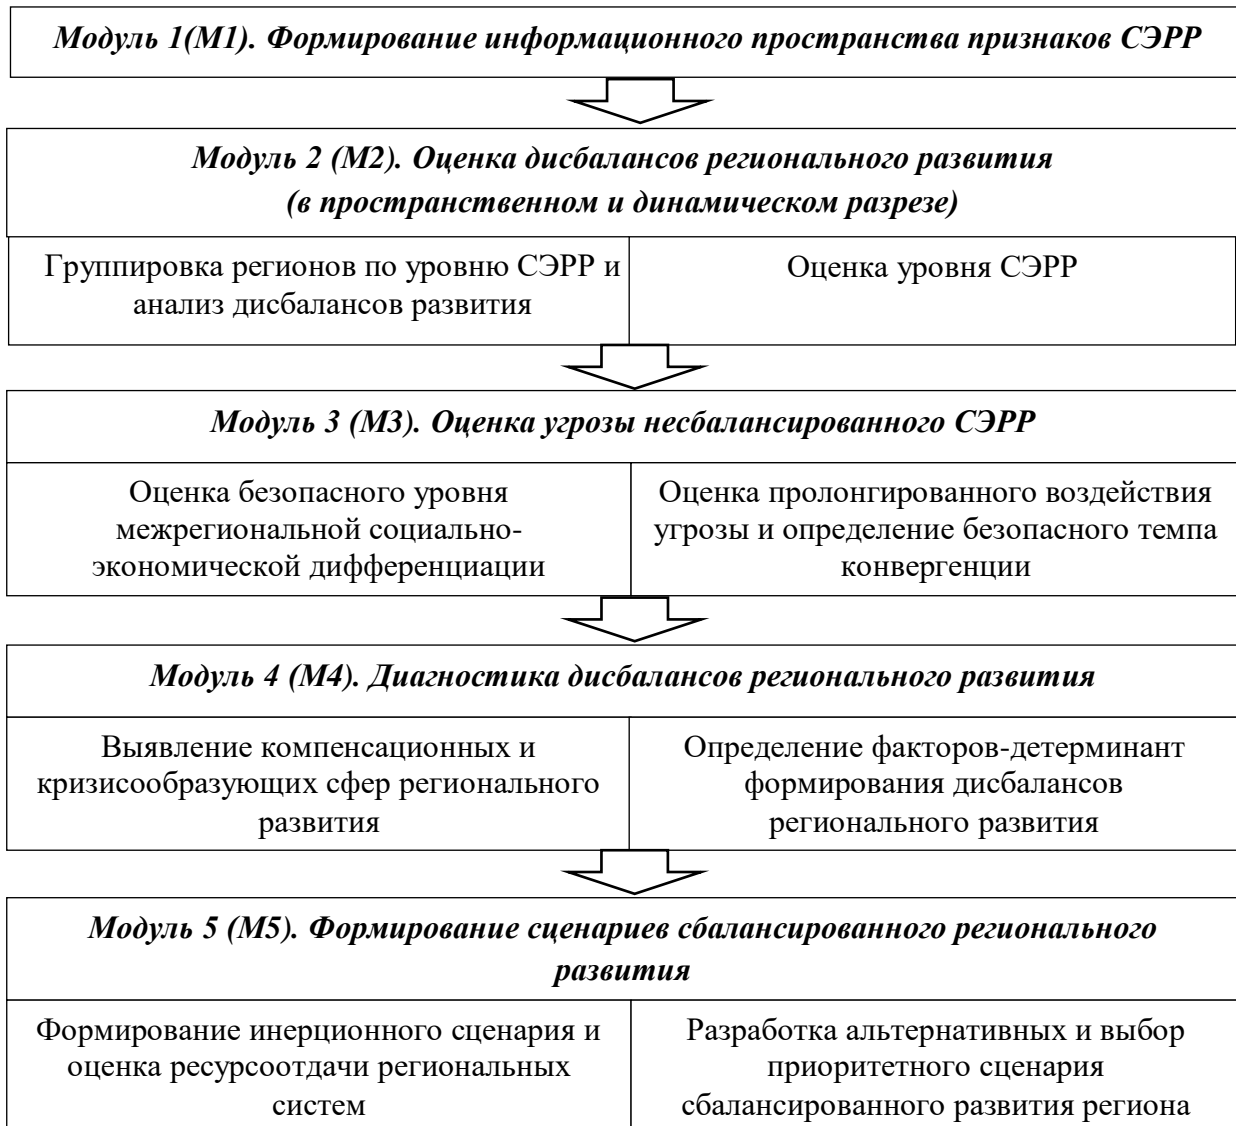 Модуль 1(М1). Формирование информационного пространства признаков СЭРР
Модуль 2 (М2). Оценка дисбалансов регионального развития
(в пространственном и динамическом разрезе)
Группировка регионов по уровню СЭРР и
анализ дисбалансов развития
Оценка уровня СЭРР
Модуль 3 (М3). Оценка угрозы несбалансированного СЭРР
Оценка безопасного уровня
межрегиональной социально-
экономической дифференциации
Оценка пролонгированного воздействия
угрозы и определение безопасного темпа
конвергенции
Модуль 4 (М4). Диагностика дисбалансов регионального развития
Выявление компенсационных и
кризисообразующих сфер регионального
развития
Определение факторов-детерминант
формирования дисбалансов
регионального развития
Модуль 5 (М5). Формирование сценариев сбалансированного регионального
развития
Формирование инерционного сценария и
оценка ресурсоотдачи региональных
систем
Разработка альтернативных и выбор
приоритетного сценария
сбалансированного развития региона